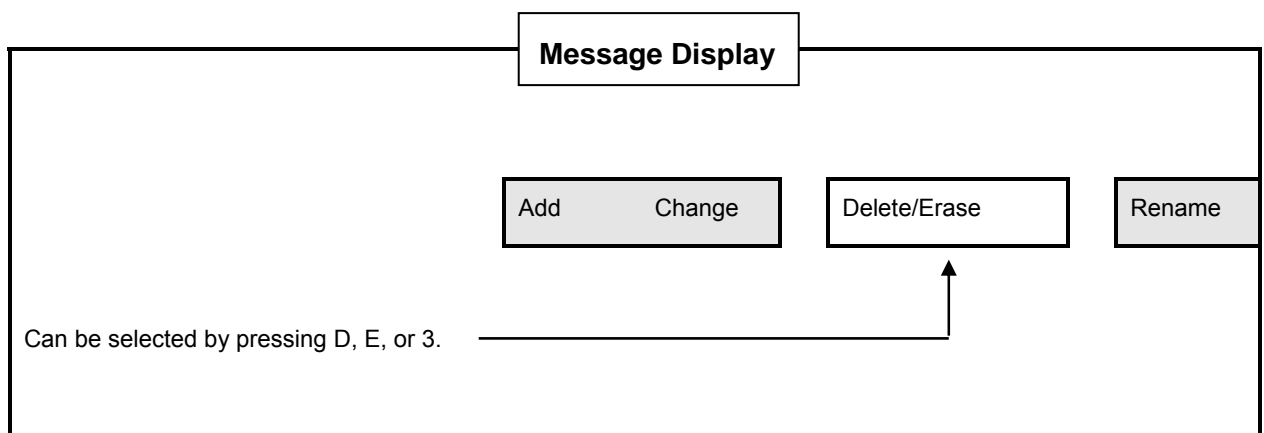 Message Display
Add Change Delete/Erase Rename
Can be selected by pressing D, E, or 3.